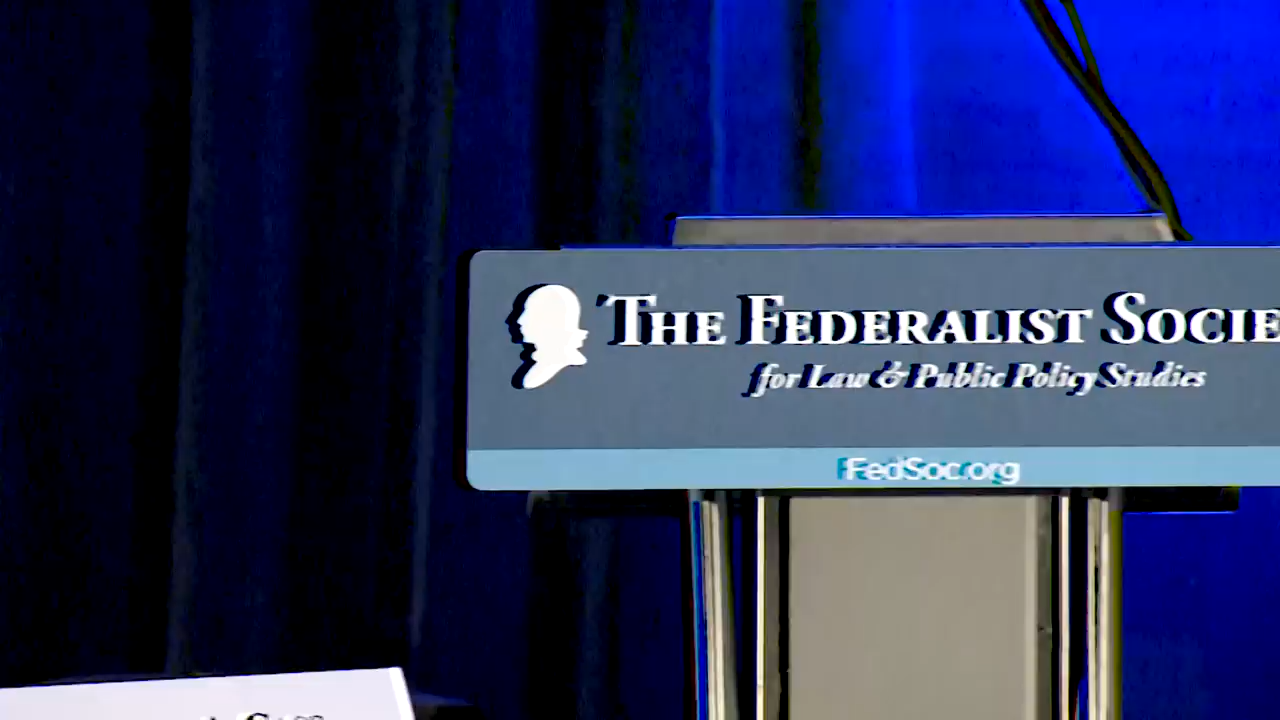 The Federalist Socie
for Law & Public Policy Studies
FedSoc.org